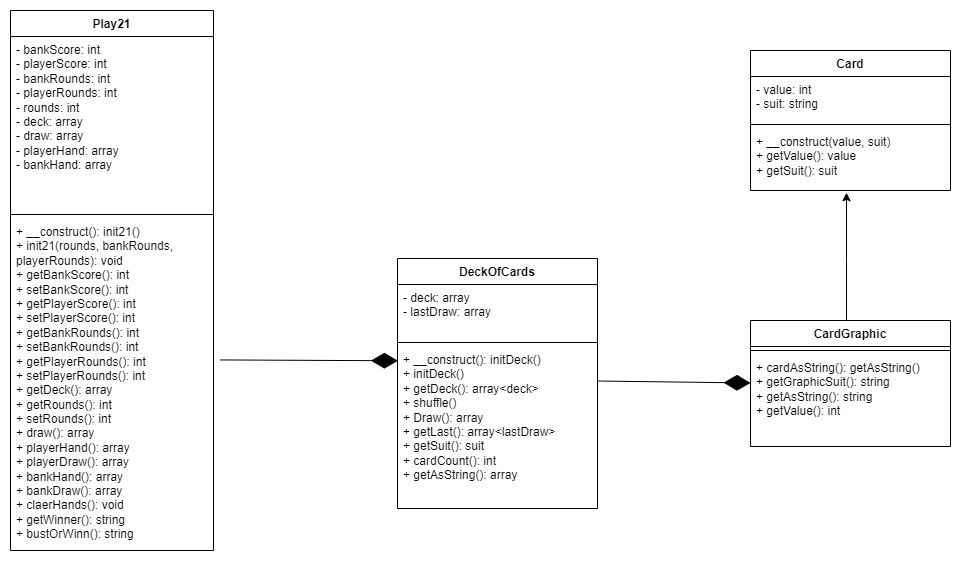 Play21
- bankScore: int
- playerScore: int
- bankRounds: int
- playerRounds: int
- rounds: int
- deck: array
- draw: array
- playerHand: array
- bankHand: array
+ __construct(): init21()
+ init21(rounds, bankRounds,
playerRounds): void
+ getBankScore(): int
+ setBankScore(): int
+ getPlayerScore(): int
+ setPlayerScore(): int
+ getBankRounds(): int
+ setBankRounds(): int
+ getPlayerRounds(): int
+ setPlayerRounds(): int
+ getDeck(): array
+ getRounds(): int
+ setRounds(): int
+ draw(): array
+ playerHand(): array
+ playerDraw(): array
+ bankHand(): array
+ bankDraw(): array
+ claerHands(): void
+ getWinner(): string
+ bustOrWinn(): string
DeckOfCards
- deck: array
- lastDraw: array
+ __construct(): initDeck()
+ initDeck()
+ getDeck(): array<deck>
+ shuffle()
+ Draw(): array
+ getLast(): array<lastDraw>
+ getSuit(): suit
+ cardCount(): int
+ getAsString(): array
Card
- value: int
- suit: string
+ __construct(value, suit)
+ getValue(): value
+ getSuit(): suit
CardGraphic
+ cardAsString(): getAsString()
+ getGraphicSuit(): string
+ getAsString(): string
+ getValue(): int